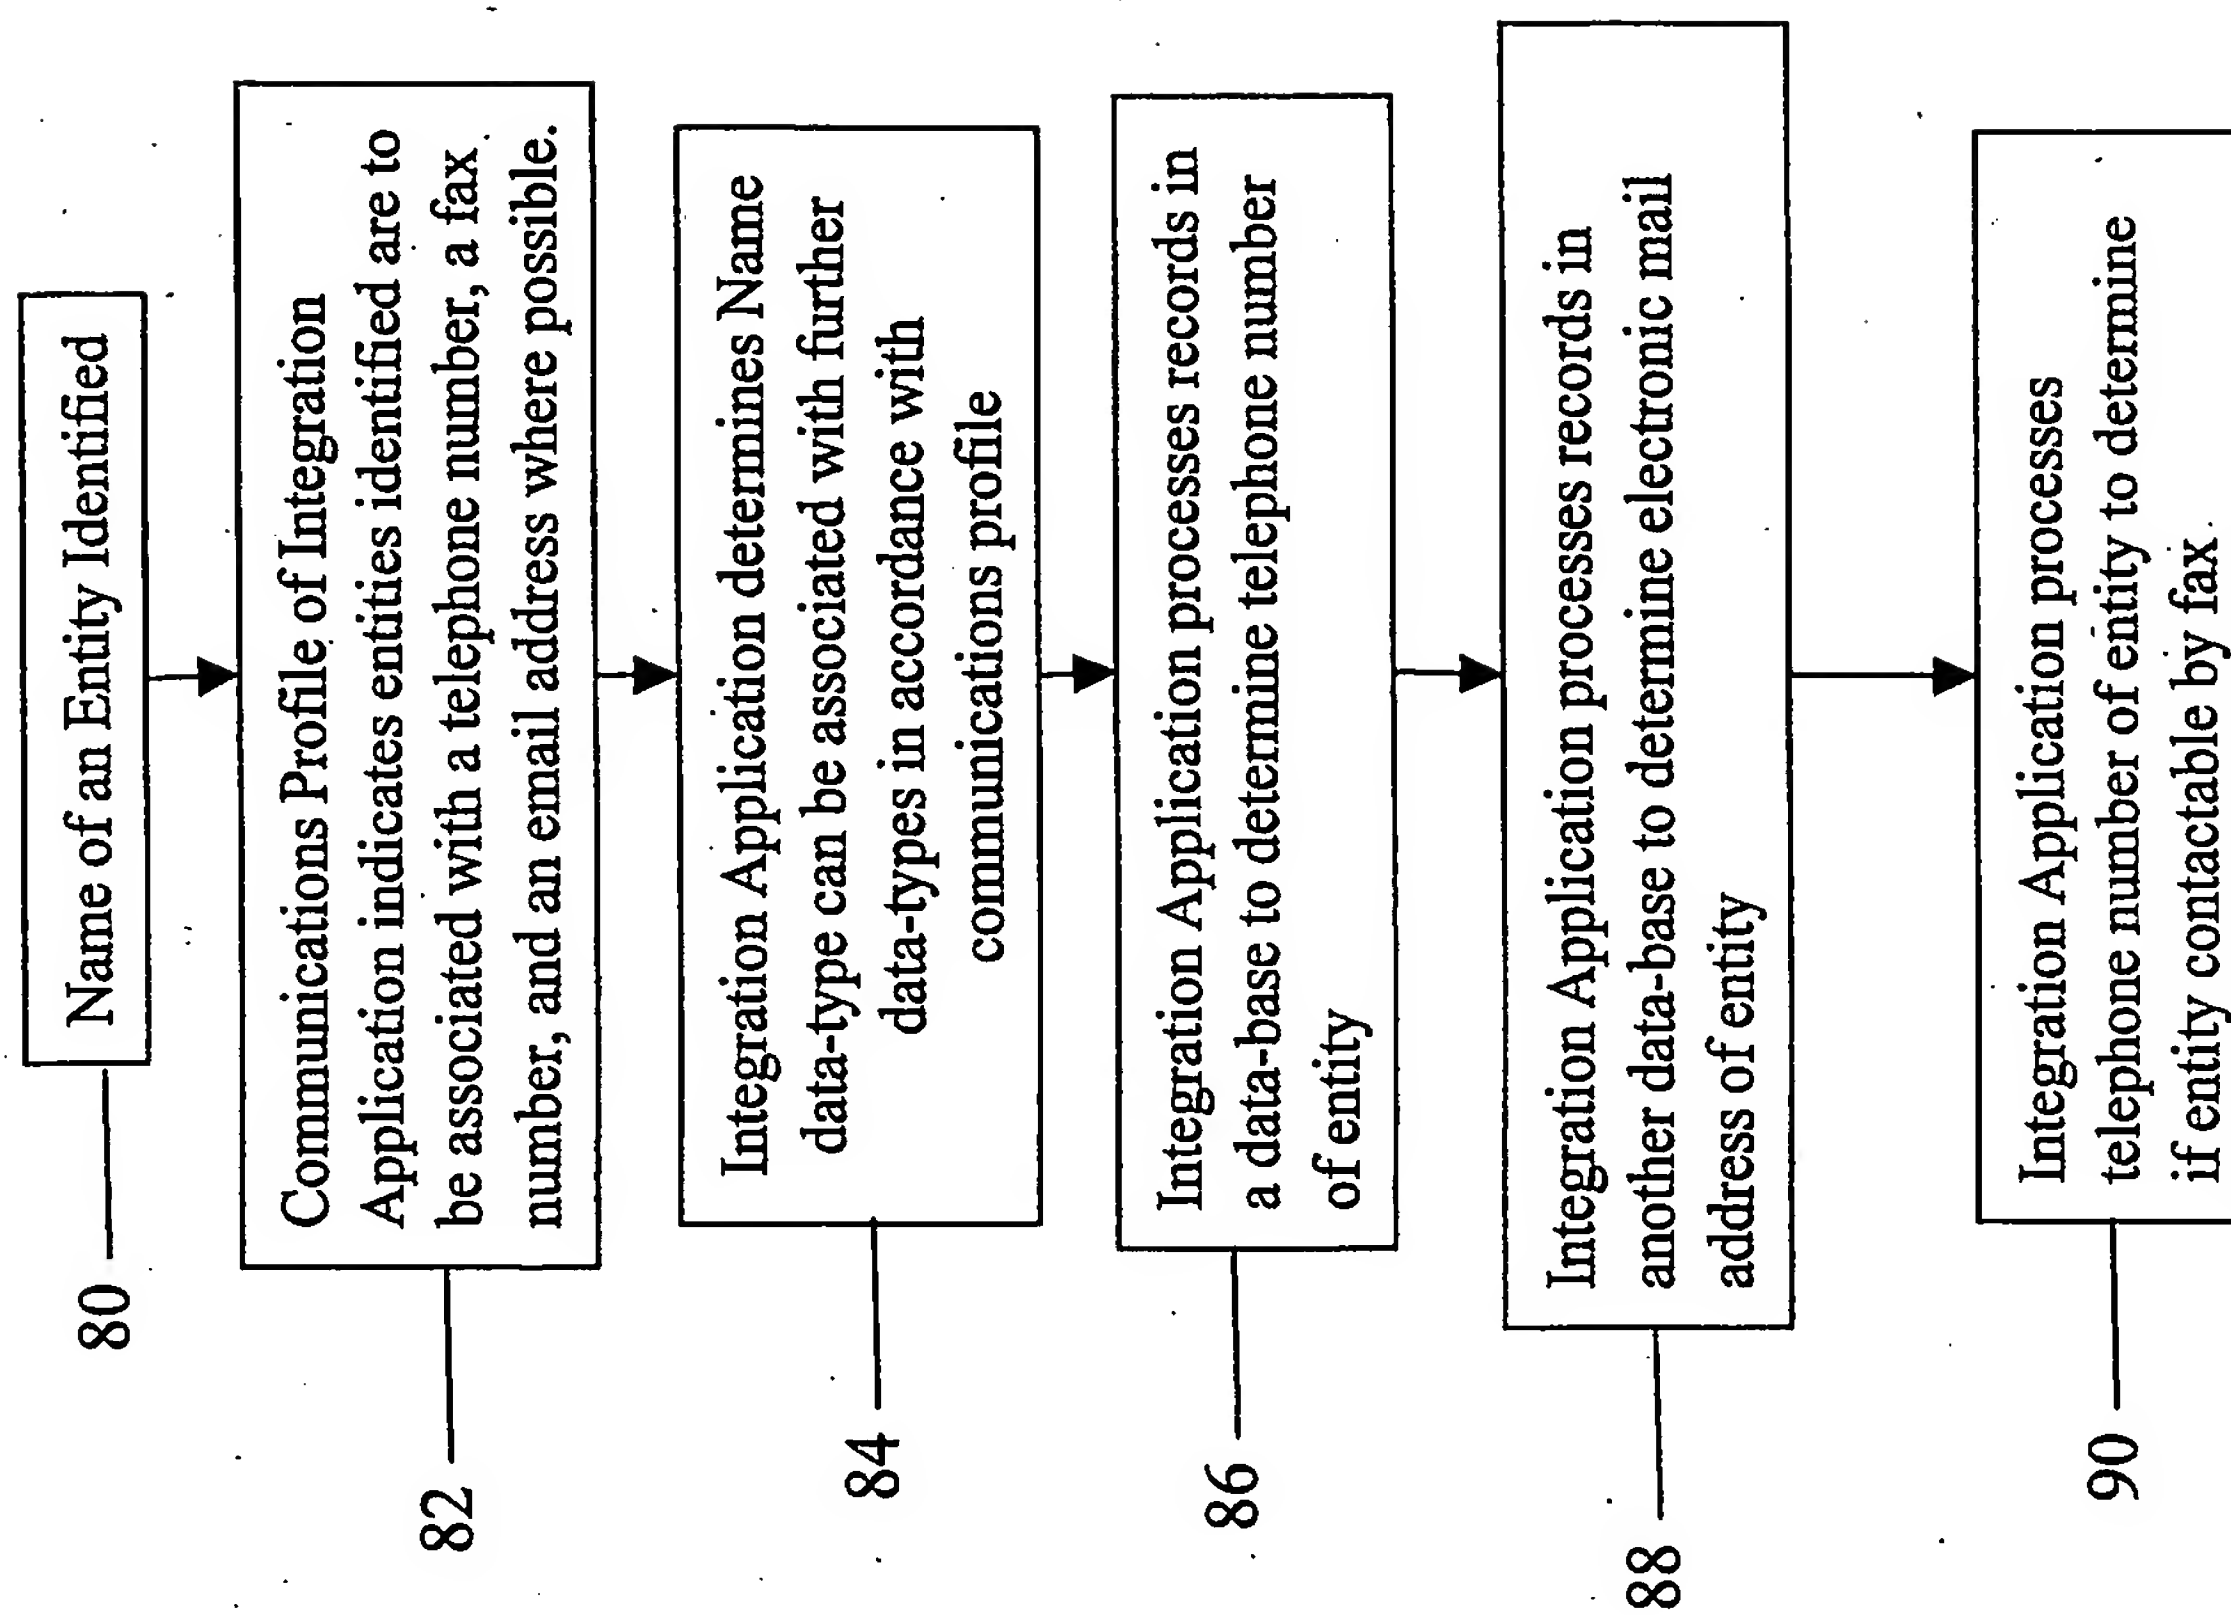 80
Name of an Entity Identified
82
Communications Profile of Integration
Application indicates entities identified are to
be associated with a telephone number, a fax
number, and an email address where possible.
84
Integration Application determines Name
data-type can be associated with further
data-types in accordance with
communications profile
86
Integration Application processes records in
a data-base to determine telephone number
of entity
88
Integration Application processes records in
another data-base to determine electronic mail
address of entity
90
Integration Application processes
telephone number of entity to determine
if entity contactable by fax